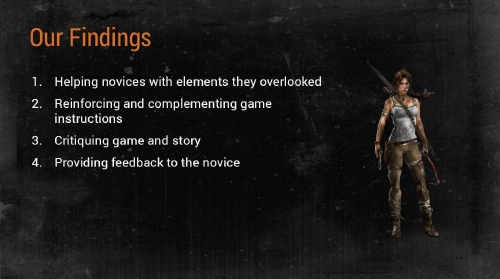 Our Findings
1. Helping novices with elements they overlooked
2. Reinforcing and complementing game
instructions
3. Critiquing game and story
4. Providing feedback to the novice